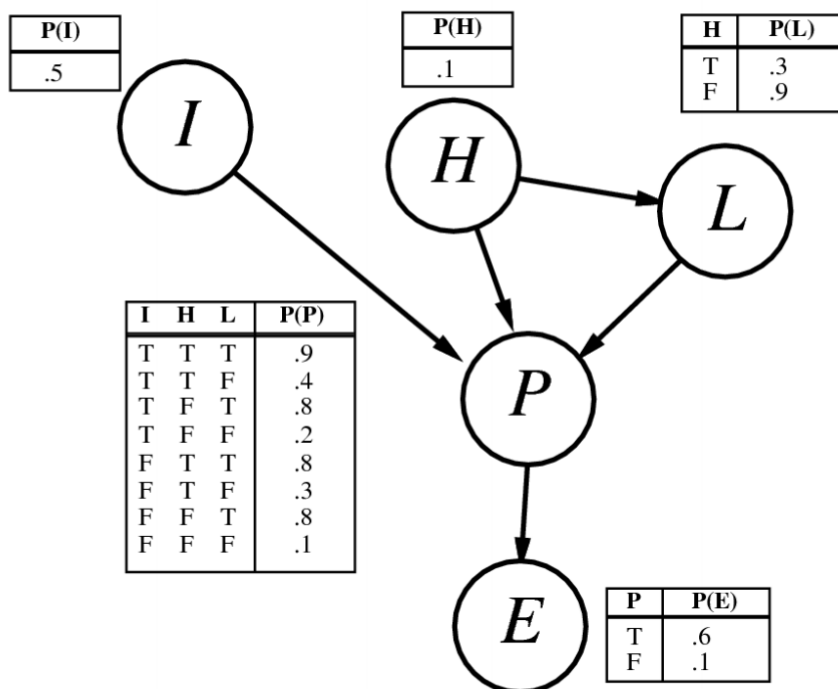 P(I)
.5
P(H)
.1
H P(L)
T .3
F .9
I
H
L
I H L P(P)
T T T .9
T T F .4
T F T .8
T F F .2
F T T .8
F T F .3
F F T .8
F F F .1
P
E
P P(E)
T .6
F .1